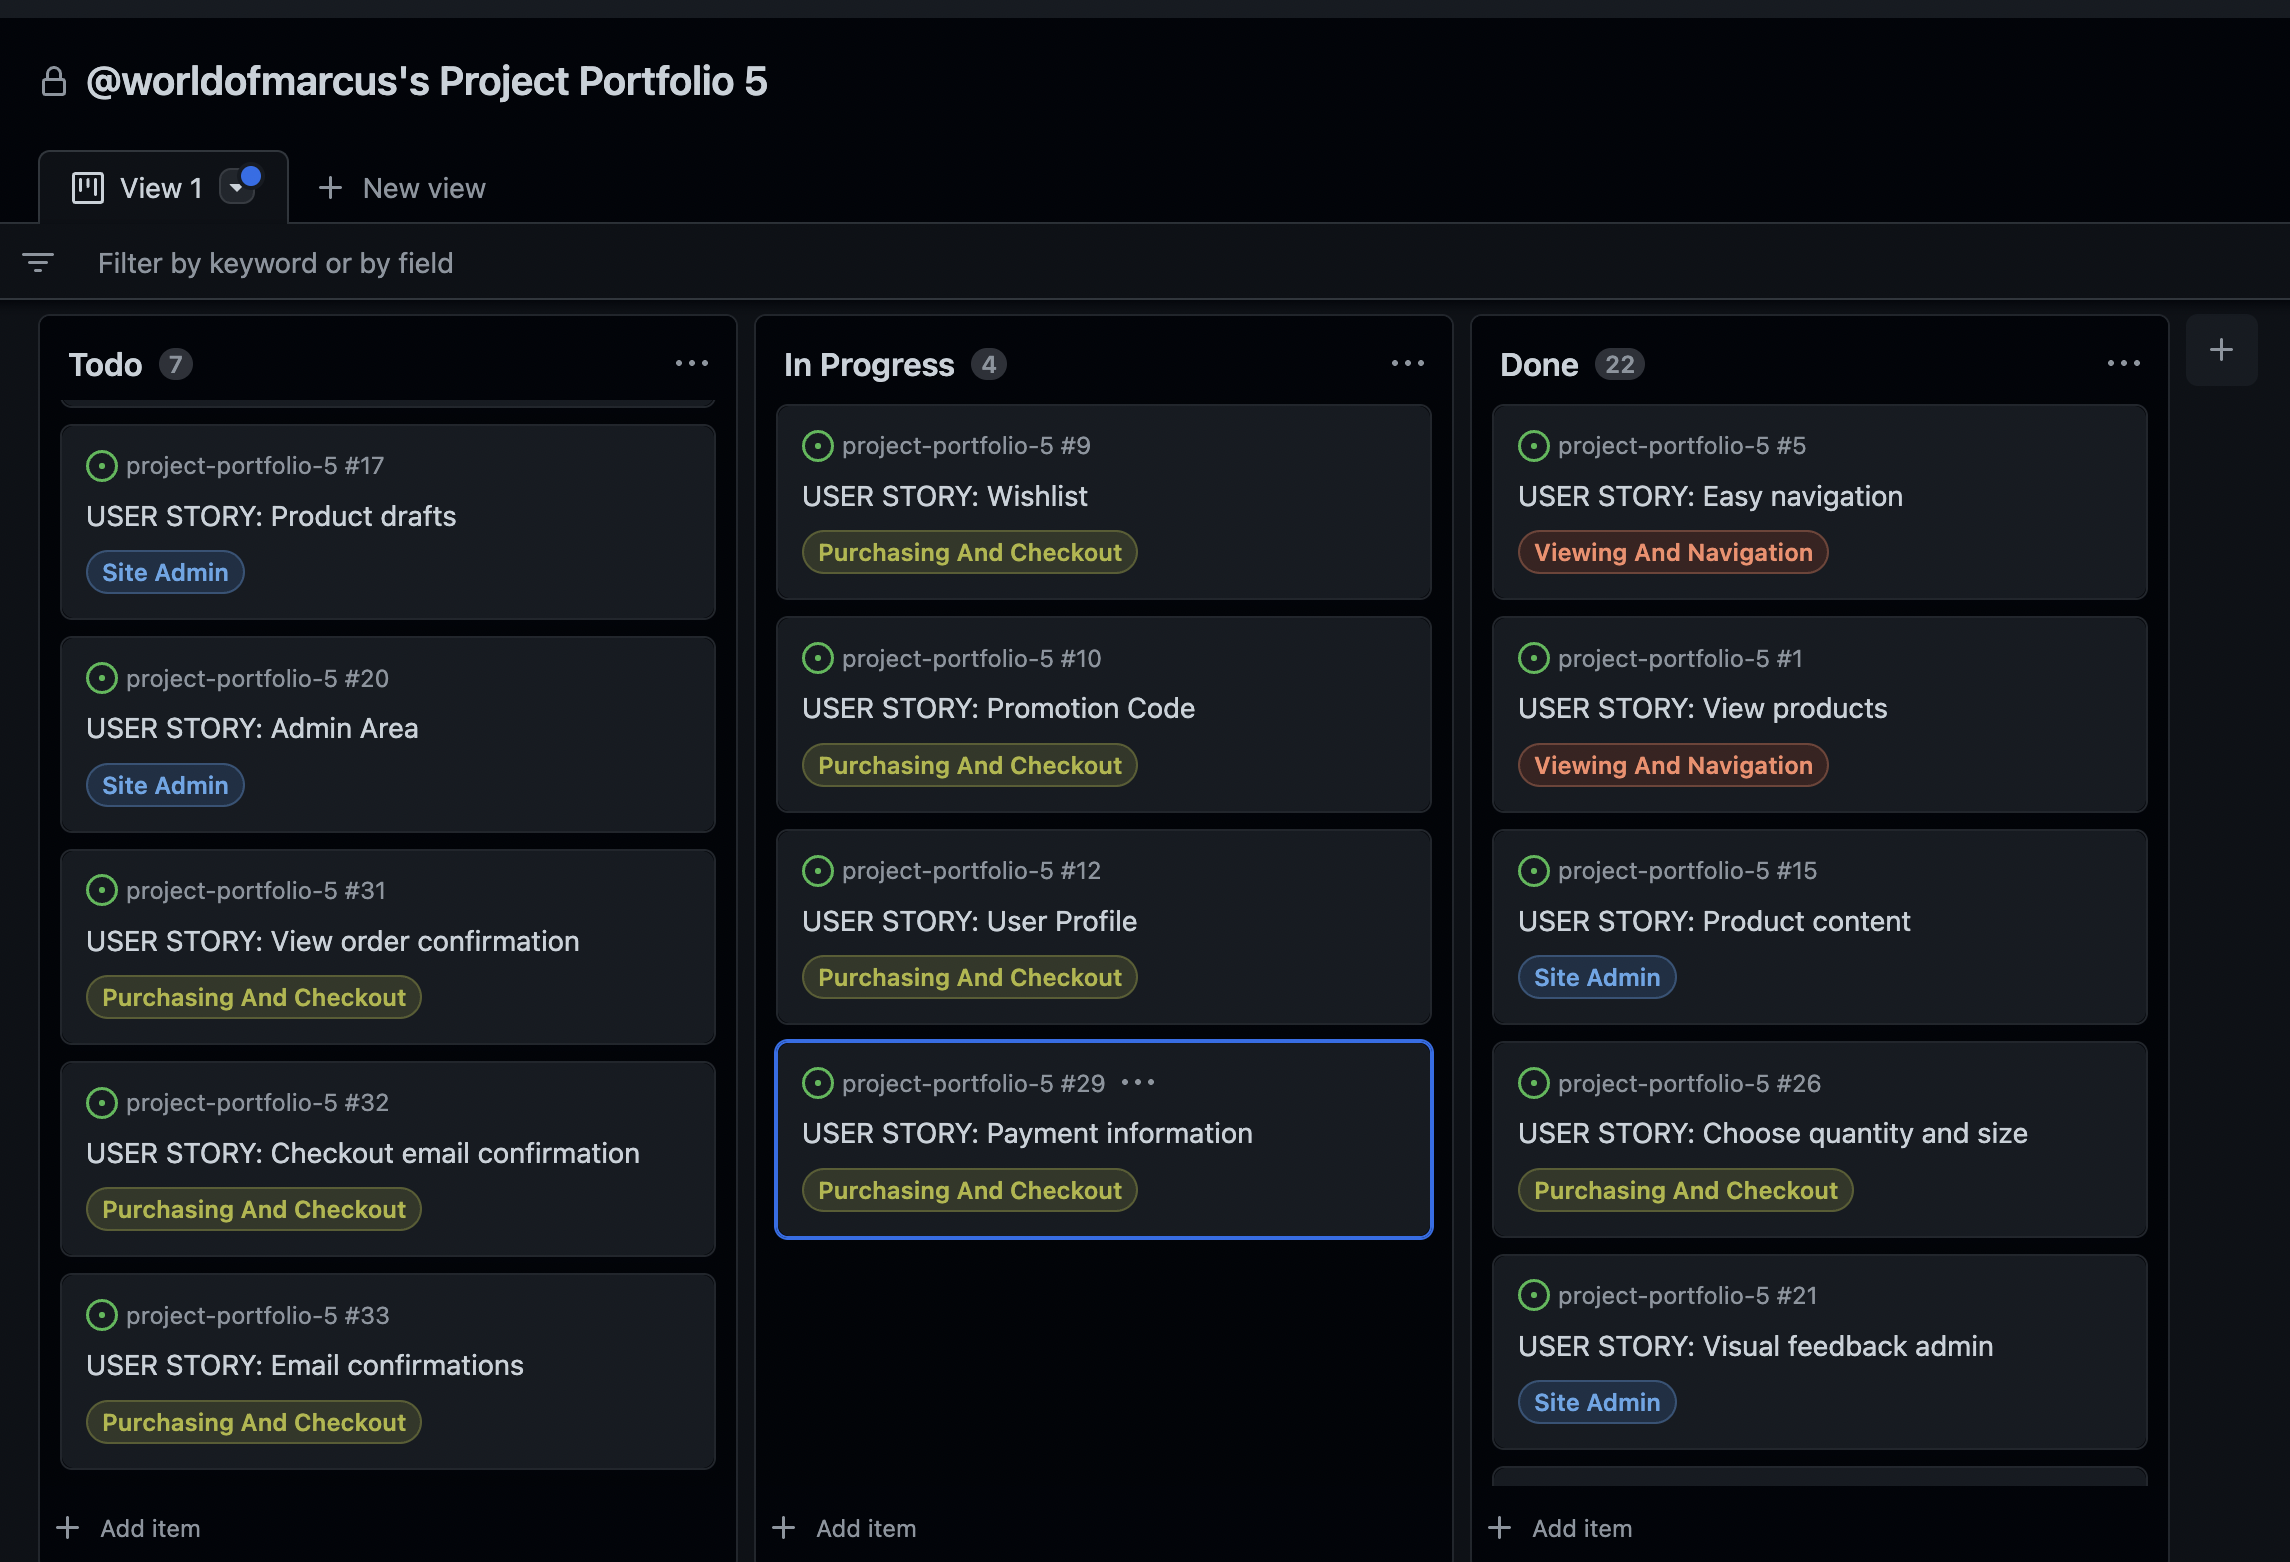 @worldofmarcus's Project Portfolio 5
View 1
New view
Filter by keyword or by field
Todo 7
project-portfolio-5 #17
USER STORY: Product drafts
Site Admin
project-portfolio-5 #20
USER STORY: Admin Area
Site Admin
project-portfolio-5 #31
USER STORY: View order confirmation
Purchasing And Checkout
project-portfolio-5 #32
USER STORY: Checkout email confirmation
Purchasing And Checkout
project-portfolio-5 #33
USER STORY: Email confirmations
Purchasing And Checkout
Add item
In Progress 4
project-portfolio-5 #9
USER STORY: Wishlist
Purchasing And Checkout
project-portfolio-5 #10
USER STORY: Promotion Code
Purchasing And Checkout
project-portfolio-5 #12
USER STORY: User Profile
Purchasing And Checkout
project-portfolio-5 #29
USER STORY: Payment information
Purchasing And Checkout
Add item
Done 22
project-portfolio-5 #5
USER STORY: Easy navigation
Viewing And Navigation
project-portfolio-5 #1
USER STORY: View products
Viewing And Navigation
project-portfolio-5 #15
USER STORY: Product content
Site Admin
project-portfolio-5 #26
USER STORY: Choose quantity and size
Purchasing And Checkout
project-portfolio-5 #21
USER STORY: Visual feedback admin
Site Admin
Add item